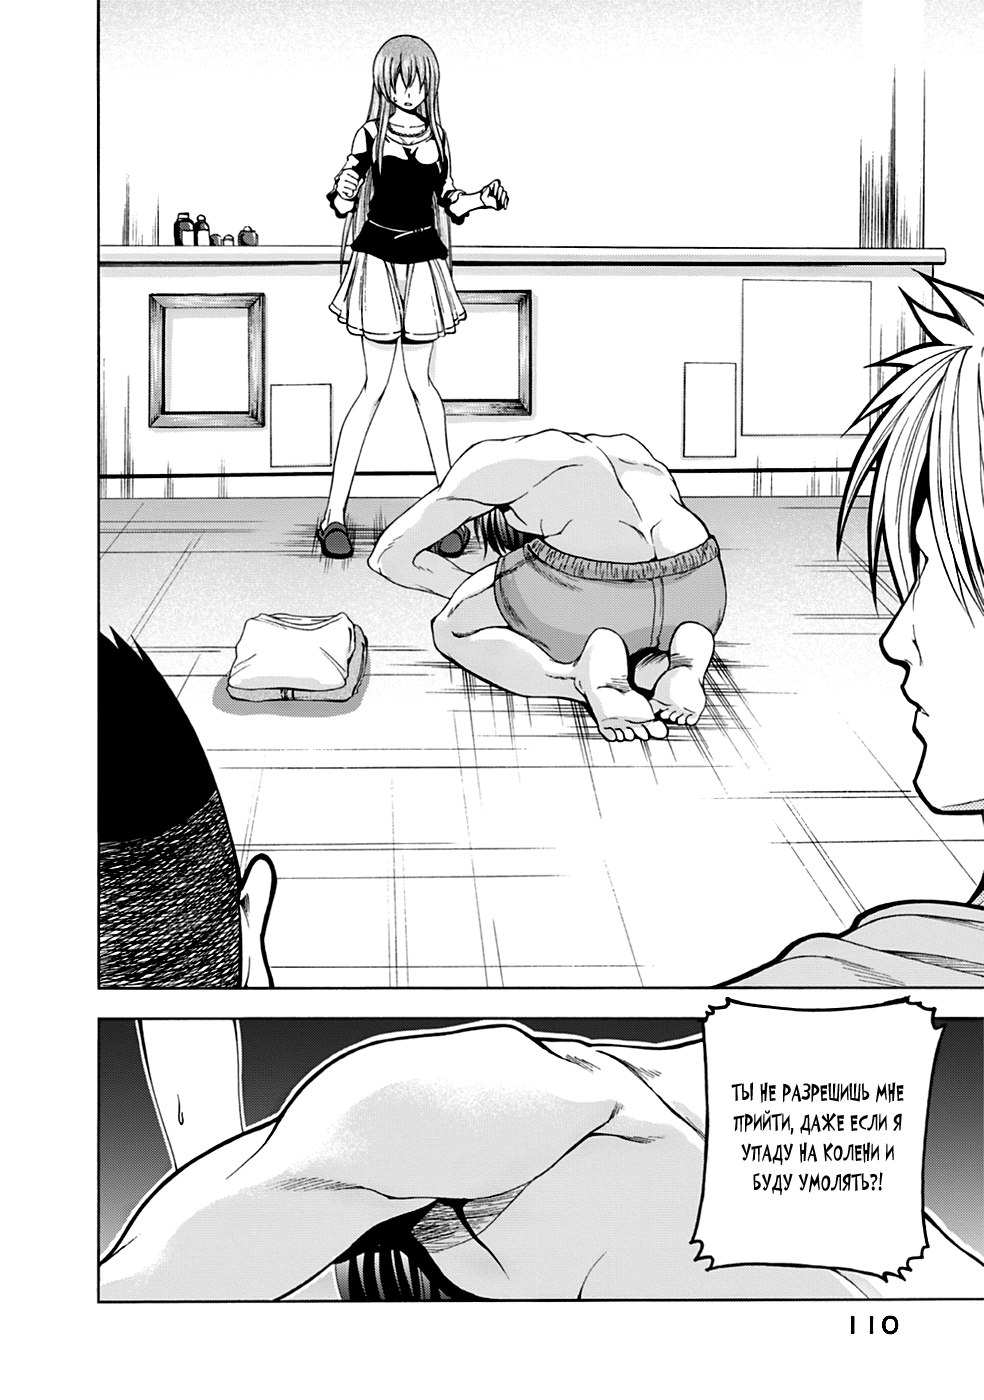 ТЫ НЕ РАЗРЕШИШЬ МНЕ
ПРИЙТИ, ДАЖЕ ЕСЛИ Я
УПАДУ НА КОЛЕНИ И
БУДУ УМОЛЯТЬ?!
110